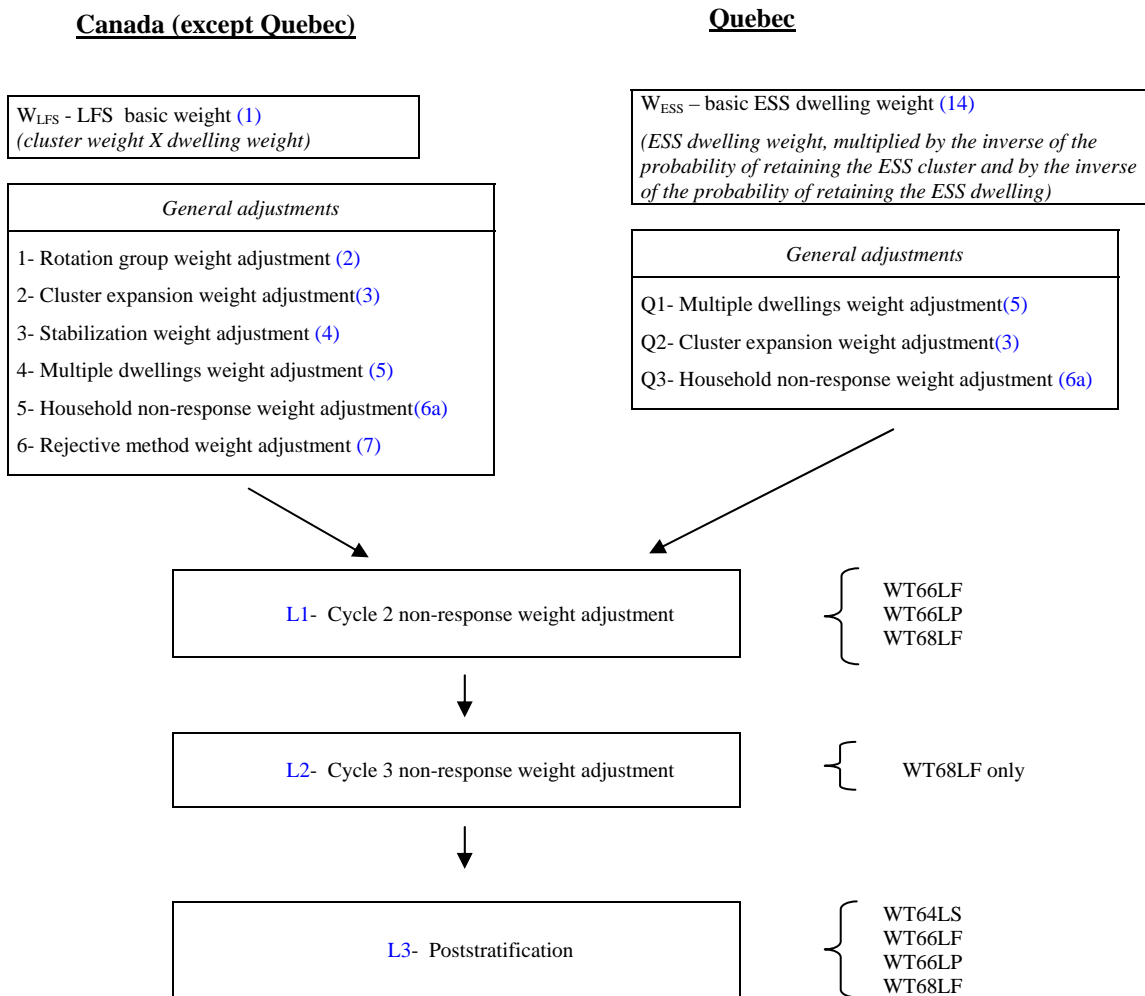 Canada (except Quebec)
Quebec
WLFS - LFS basic weight (1)
(cluster weight X dwelling weight)
General adjustments
1- Rotation group weight adjustment (2)
2- Cluster expansion weight adjustment(3)
3- Stabilization weight adjustment (4)
4- Multiple dwellings weight adjustment (5)
5- Household non-response weight adjustment(6a)
6- Rejective method weight adjustment (7)
WESS – basic ESS dwelling weight (14)
(ESS dwelling weight, multiplied by the inverse of the
probability of retaining the ESS cluster and by the inverse
of the probability of retaining the ESS dwelling)
General adjustments
Q1- Multiple dwellings weight adjustment(5)
Q2- Cluster expansion weight adjustment(3)
Q3- Household non-response weight adjustment (6a)
L1- Cycle 2 non-response weight adjustment
WT66LF
WT66LP
WT68LF
L2- Cycle 3 non-response weight adjustment
WT68LF only
L3- Poststratification
WT64LS
WT66LF
WT66LP
WT68LF